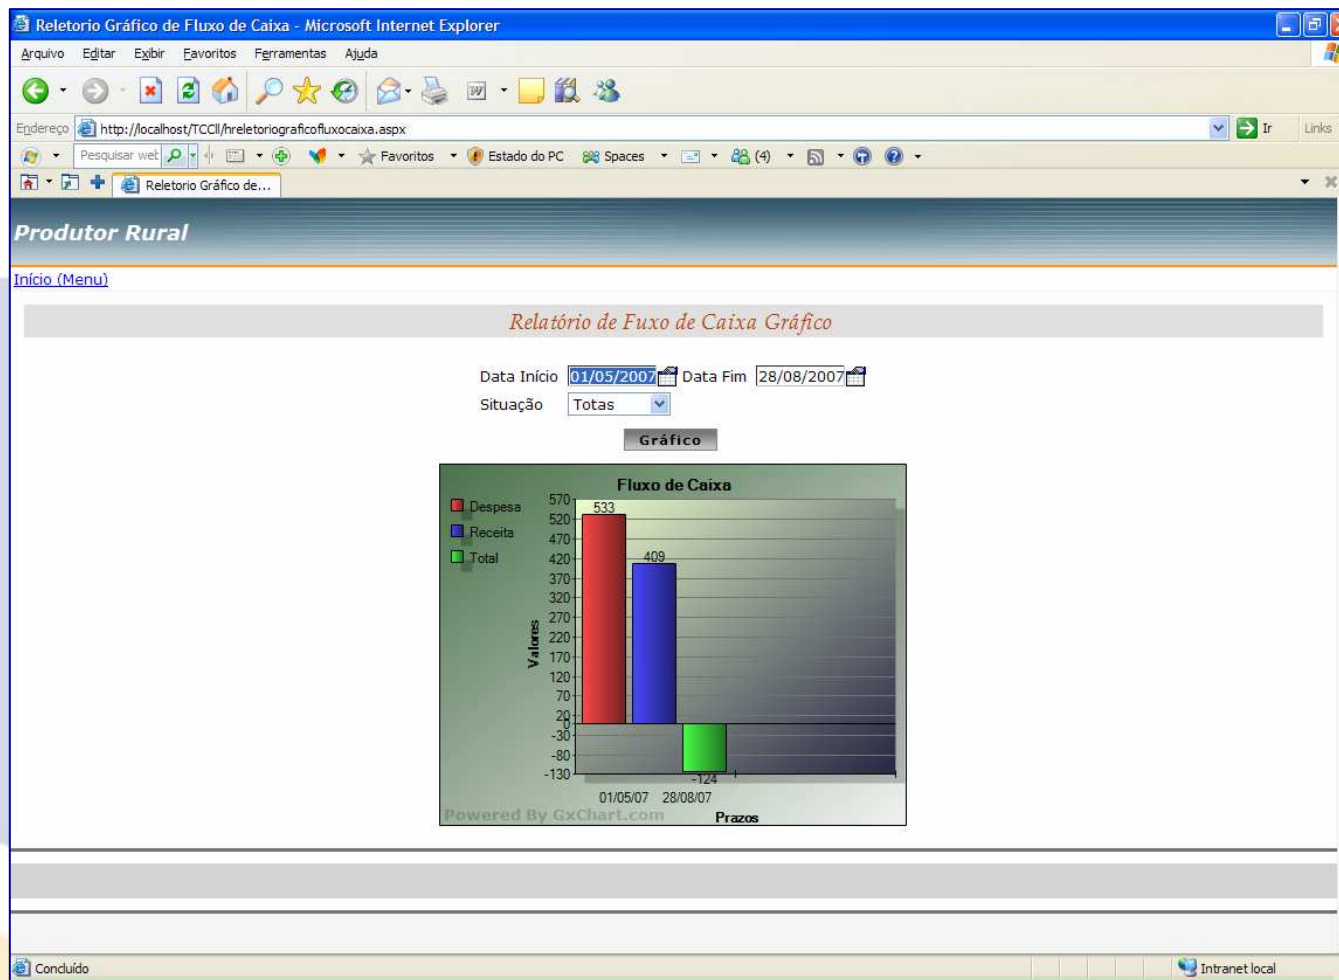 Reletorio Gráfico de Fluxo de Caixa - Microsoft Internet Explorer
Arquivo Editar Exibir Favoritos Ferramentas Ajuda
Endereço http://localhost/TCCII/hreletoriograficofluxocaixa.aspx Ir Links
Pesquisar web Favoritos Estado do PC Spaces (4)
Reletorio Gráfico de...
Produtor Rural
Início (Menu)
Relatório de Fuxo de Caixa Gráfico
Data Início 01/05/2007 Data Fim 28/08/2007
Situação Totas
Gráfico
Fluxo de Caixa
Despesa
Receita
Total
Valores
570
520
470
420
370
320
270
220
170
120
70
20
0
-30
-80
-130
533
409
-124
01/05/07 28/08/07
Prazos
Powered By GxChart.com
Concluído Intranet local